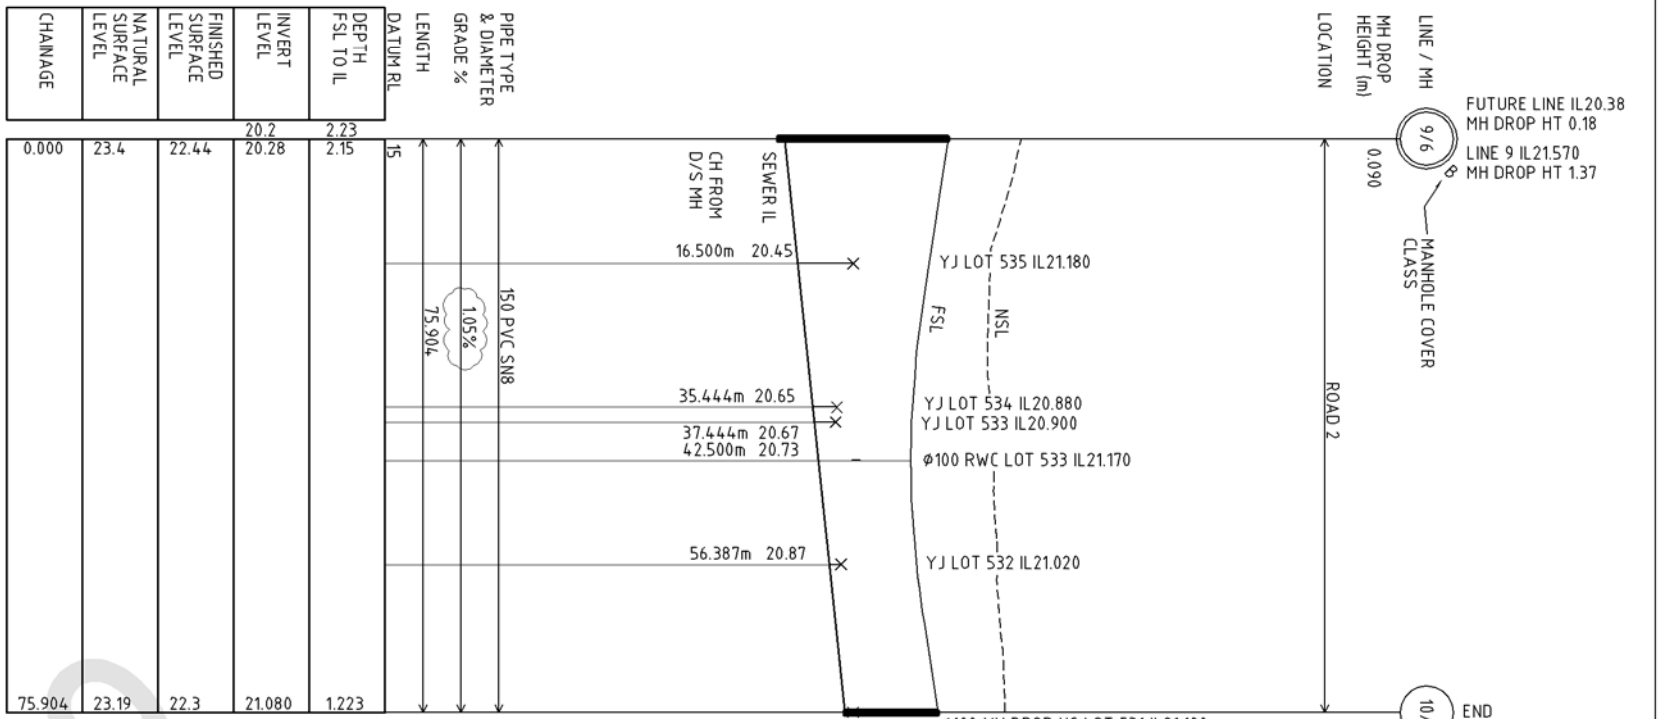 FUTURE LINE IL20.38
MH DROP HT 0.18
LINE 9 IL21.570
MH DROP HT 1.37
LINE / MH
9/6
B
MANHOLE COVER
CLASS
END
MH DROP
HEIGHT (m)
0.090
LOCATION
ROAD 2
NSL
FSL
YJ LOT 535 IL21.180
YJ LOT 534 IL20.880
YJ LOT 533 IL20.900
Ø100 RWC LOT 533 IL21.170
YJ LOT 532 IL21.020
SEWER IL
CH FROM
D/S MH
16.500m 20.45
35.444m 20.65
37.444m 20.67
42.500m 20.73
56.387m 20.87
PIPE TYPE
& DIAMETER
150 PVC SN8
GRADE %
1.05%
LENGTH
75.904
DATUM RL
15
DEPTH
FSL TO IL
2.23
2.15
1.223
INVERT
LEVEL
20.2
20.28
21.080
FINISHED
SURFACE
LEVEL
22.44
22.3
NATURAL
SURFACE
LEVEL
23.4
23.19
CHAINAGE
0.000
75.904